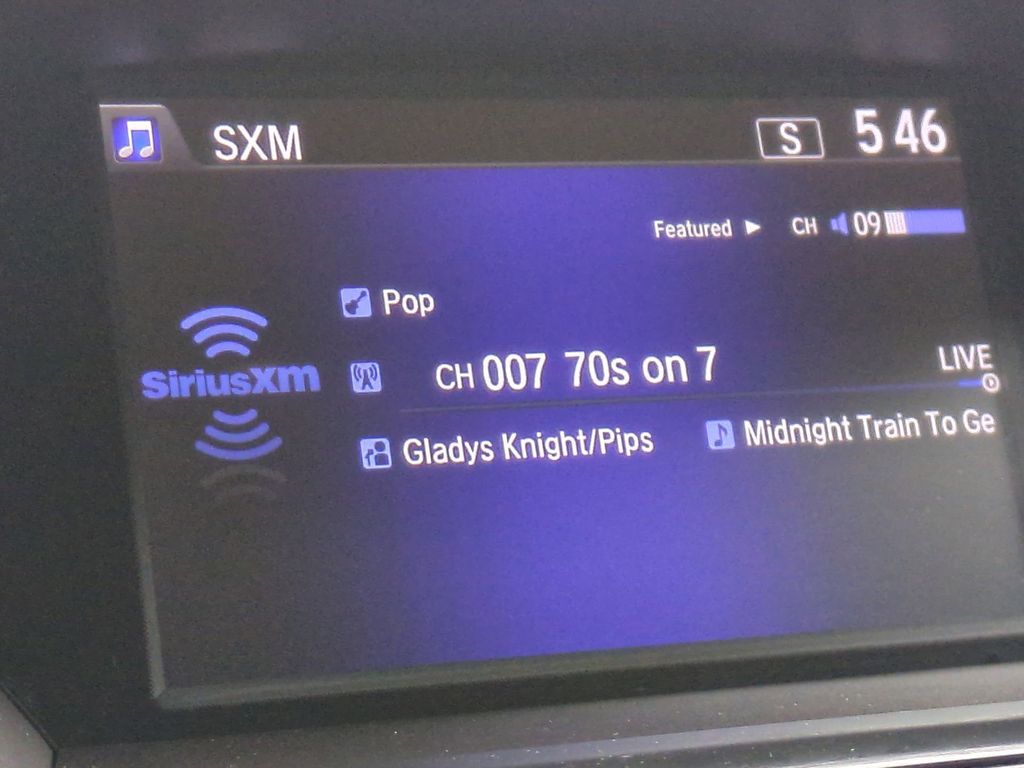 SXM S 5 46
Featured CH 09
Pop
SiriusXm CH 007 70s on 7 LIVE
Gladys Knight/Pips Midnight Train To Ge